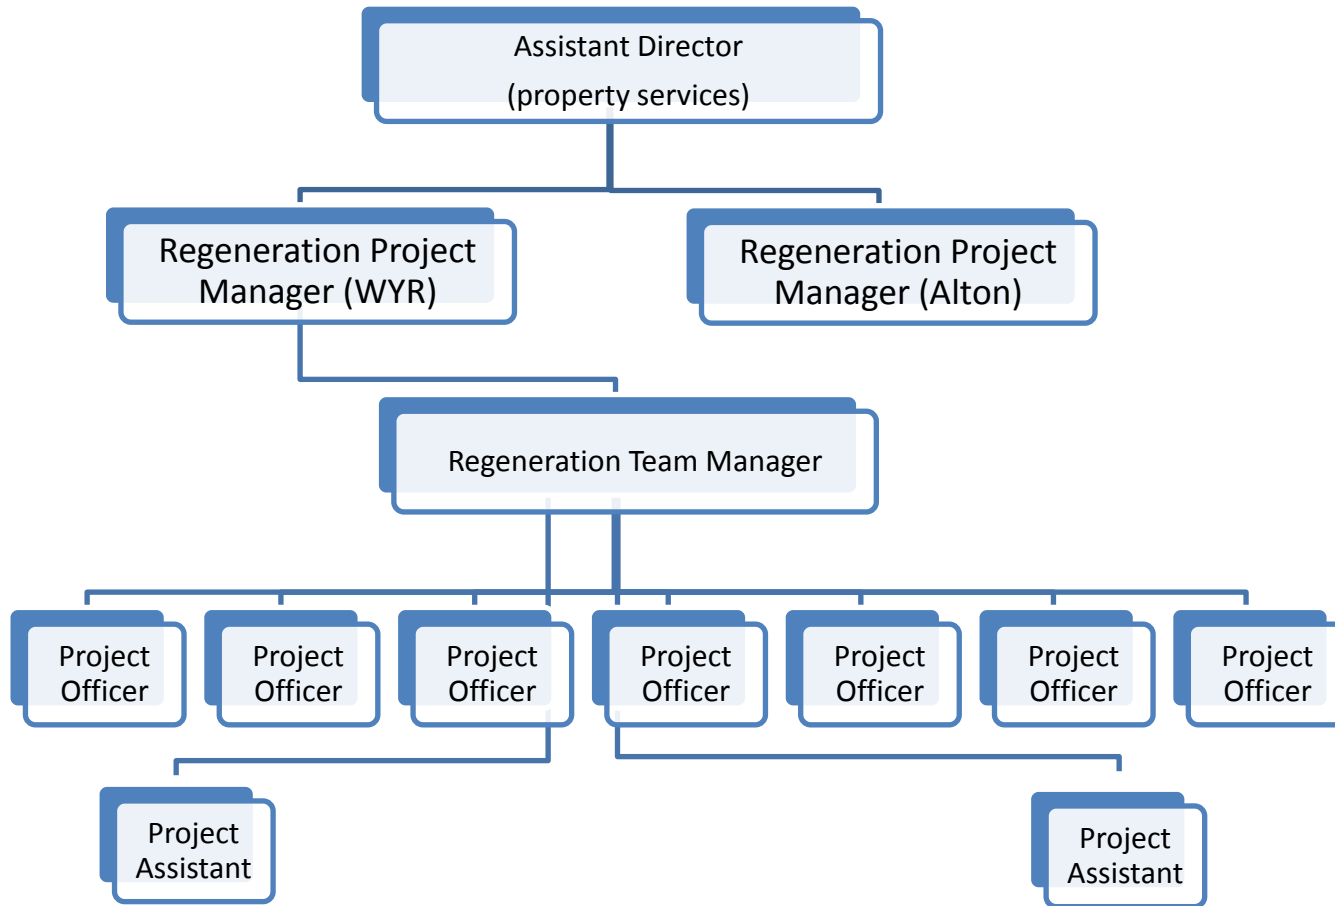 Assistant Director
(property services)
Regeneration Project
Manager (WYR)
Regeneration Project
Manager (Alton)
Regeneration Team Manager
Project
Officer
Project
Officer
Project
Officer
Project
Officer
Project
Officer
Project
Officer
Project
Officer
Project
Assistant
Project
Assistant